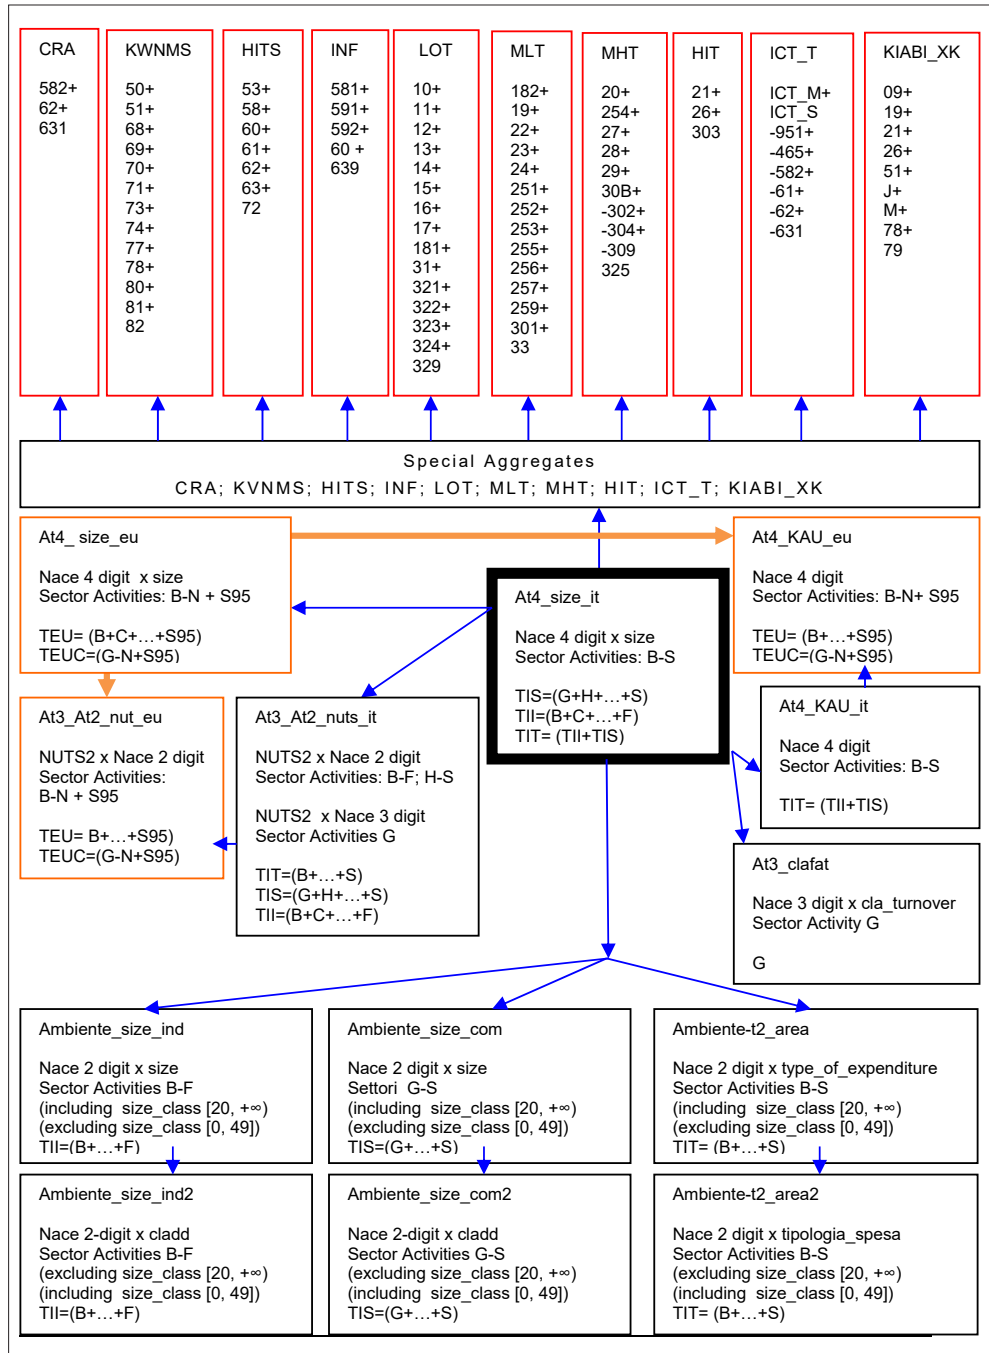 CRA
582+
62+
631
KWNMS
50+
51+
68+
69+
70+
71+
73+
74+
77+
78+
80+
81+
82
HITS
53+
58+
60+
61+
62+
63+
72
INF
581+
591+
592+
60 +
639
LOT
10+
11+
12+
13+
14+
15+
16+
17+
181+
31+
321+
322+
323+
324+
329
MLT
182+
19+
22+
23+
24+
251+
252+
253+
255+
256+
257+
259+
301+
33
MHT
20+
254+
27+
28+
29+
30B+
-302+
-304+
-309
325
HIT
21+
26+
303
ICT_T
ICT_M+
ICT_S
-951+
-465+
-582+
-61+
-62+
-631
KIABI_XK
09+
19+
21+
26+
51+
J+
M+
78+
79
Special Aggregates
CRA; KVNMS; HITS; INF; LOT; MLT; MHT; HIT; ICT_T; KIABI_XK
At4_ size_eu
Nace 4 digit x size
Sector Activities: B-N + S95
TEU= (B+C+…+S95)
TEUC=(G-N+S95)
At4_size_it
Nace 4 digit x size
Sector Activities: B-S
TIS=(G+H+…+S)
TII=(B+C+…+F)
TIT= (TII+TIS)
At4_KAU_eu
Nace 4 digit
Sector Activities: B-N+ S95
TEU= (B+…+S95)
TEUC=(G-N+S95)
At3_At2_nut_eu
NUTS2 x Nace 2 digit
Sector Activities:
B-N + S95
TEU= B+…+S95)
TEUC=(G-N+S95)
At3_At2_nuts_it
NUTS2 x Nace 2 digit
Sector Activities: B-F; H-S
NUTS2 x Nace 3 digit
Sector Activities G
TIT=(B+…+S)
TIS=(G+H+…+S)
TII=(B+C+…+F)
At4_KAU_it
Nace 4 digit
Sector Activities: B-S
TIT= (TII+TIS)
At3_clafat
Nace 3 digit x cla_turnover
Sector Activity G
G
Ambiente_size_ind
Nace 2 digit x size
Sector Activities B-F
(including size_class [20, +∞)
(excluding size_class [0, 49])
TII=(B+…+F)
Ambiente_size_com
Nace 2 digit x size
Settori G-S
(including size_class [20, +∞)
(excluding size_class [0, 49])
TIS=(G+…+S)
Ambiente-t2_area
Nace 2 digit x type_of_expenditure
Sector Activities B-S
(including size_class [20, +∞)
(excluding size_class [0, 49])
TIT= (B+…+S)
Ambiente_size_ind2
Nace 2-digit x cladd
Sector Activities B-F
(excluding size_class [20, +∞)
(including size_class [0, 49])
TII=(B+…+F)
Ambiente_size_com2
Nace 2-digit x cladd
Sector Activities G-S
(excluding size_class [20, +∞)
(including size_class [0, 49])
TIS=(G+…+S)
Ambiente-t2_area2
Nace 2 digit x tipologia_spesa
Sector Activities B-S
(excluding size_class [20, +∞)
(including size_class [0, 49])
TIT= (B+…+S)